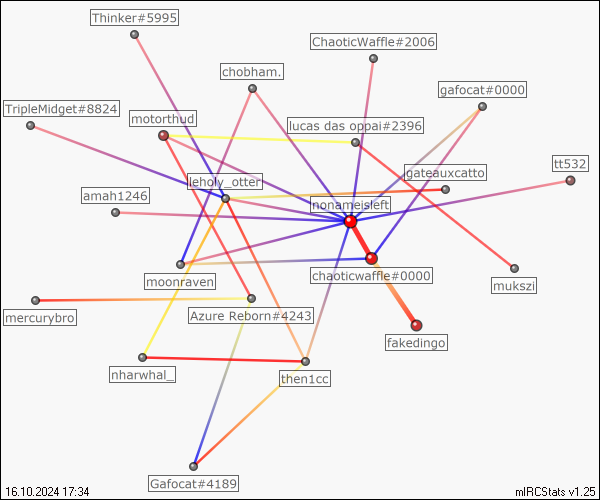 Thinker#5995
ChaoticWaffle#2006
chobham.
gafocat#0000
TripleMidget#8824
motorthud
lucas das oppai#2396
tt532
gateauxcatto
leholy_otter
amah1246
nonameisleft
moonraven
chaoticwaffle#0000
mukszi
mercurybro
Azure Reborn#4243
fakedingo
nharwhal_
then1cc
Gafocat#4189
16.10.2024 17:34
mIRCStats v1.25